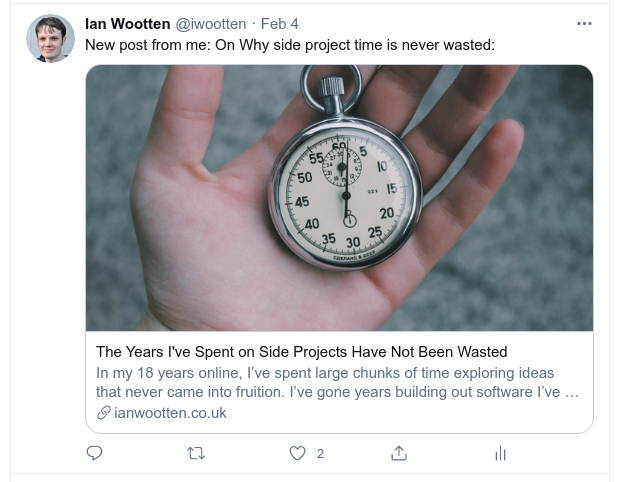 Ian Wootten @iwootten · Feb 4
New post from me: On Why side project time is never wasted:
60
55 5
50 10
45 15
40 20
35 25
30
СДЕЛАНО В СССР
The Years I've Spent on Side Projects Have Not Been Wasted
In my 18 years online, I’ve spent large chunks of time exploring ideas
that never came into fruition. I’ve gone years building out software I’ve …
ianwootten.co.uk
2